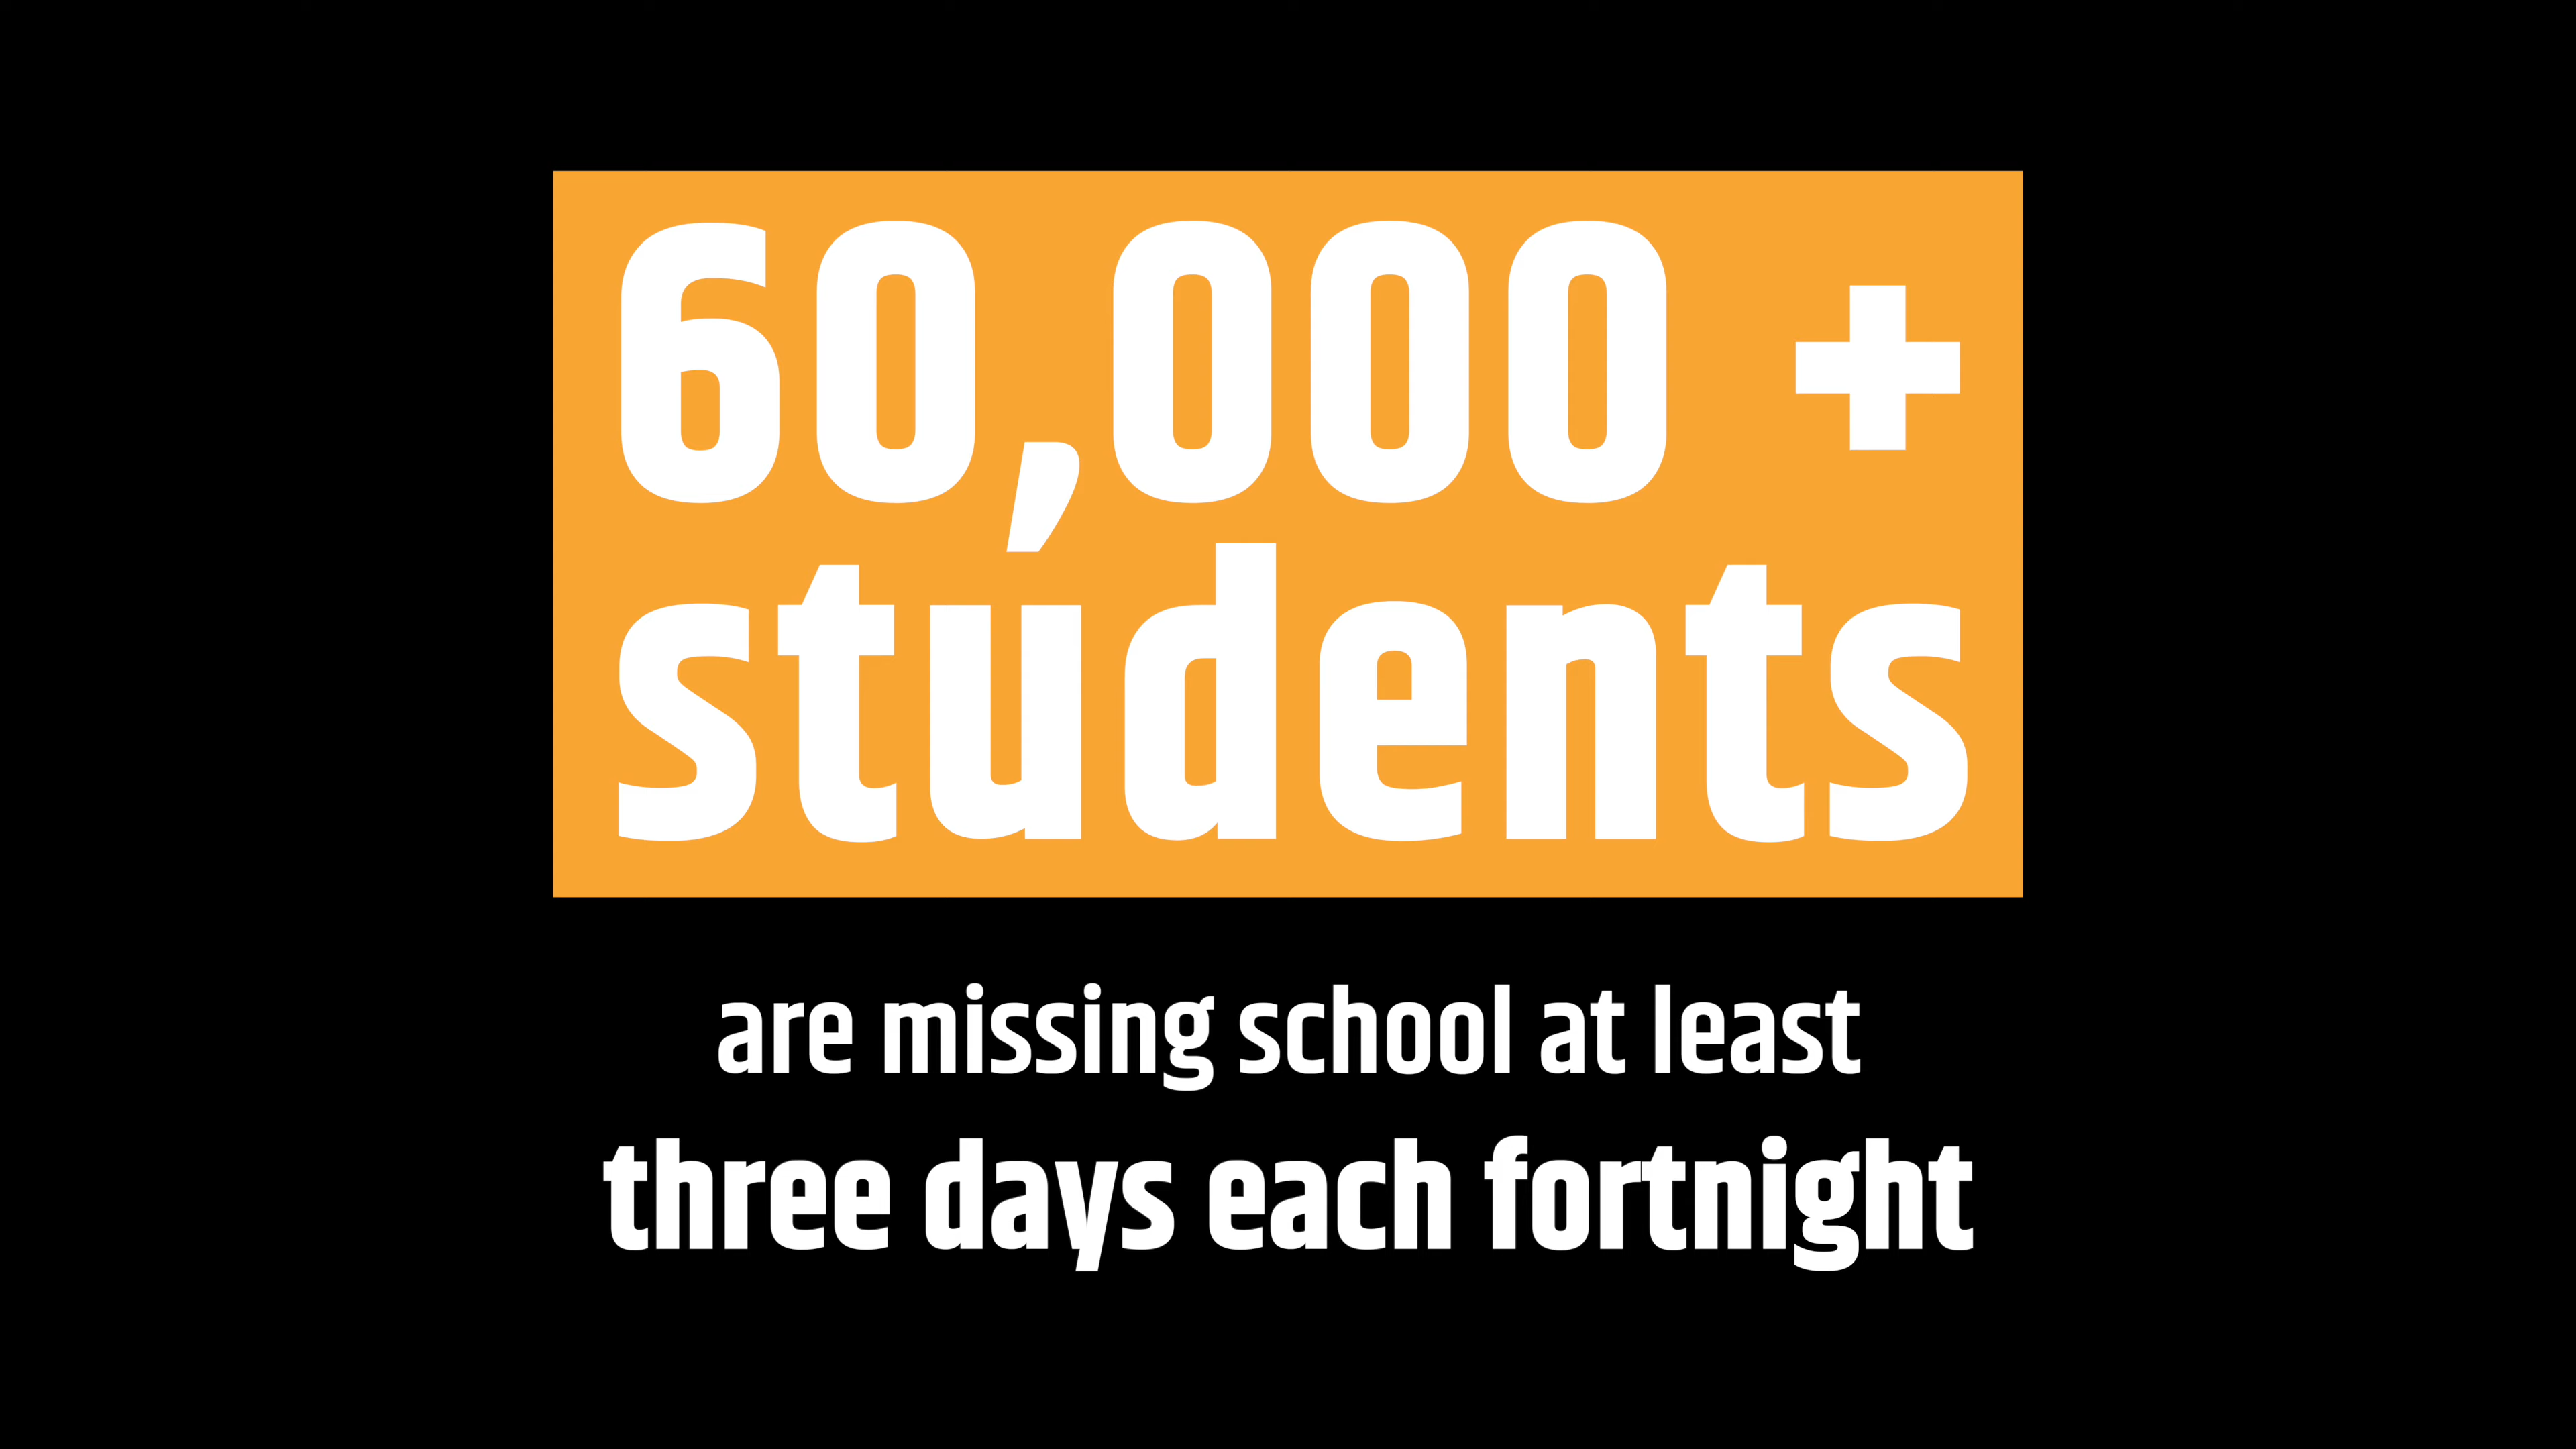 60,000 +
students
are missing school at least
three days each fortnight